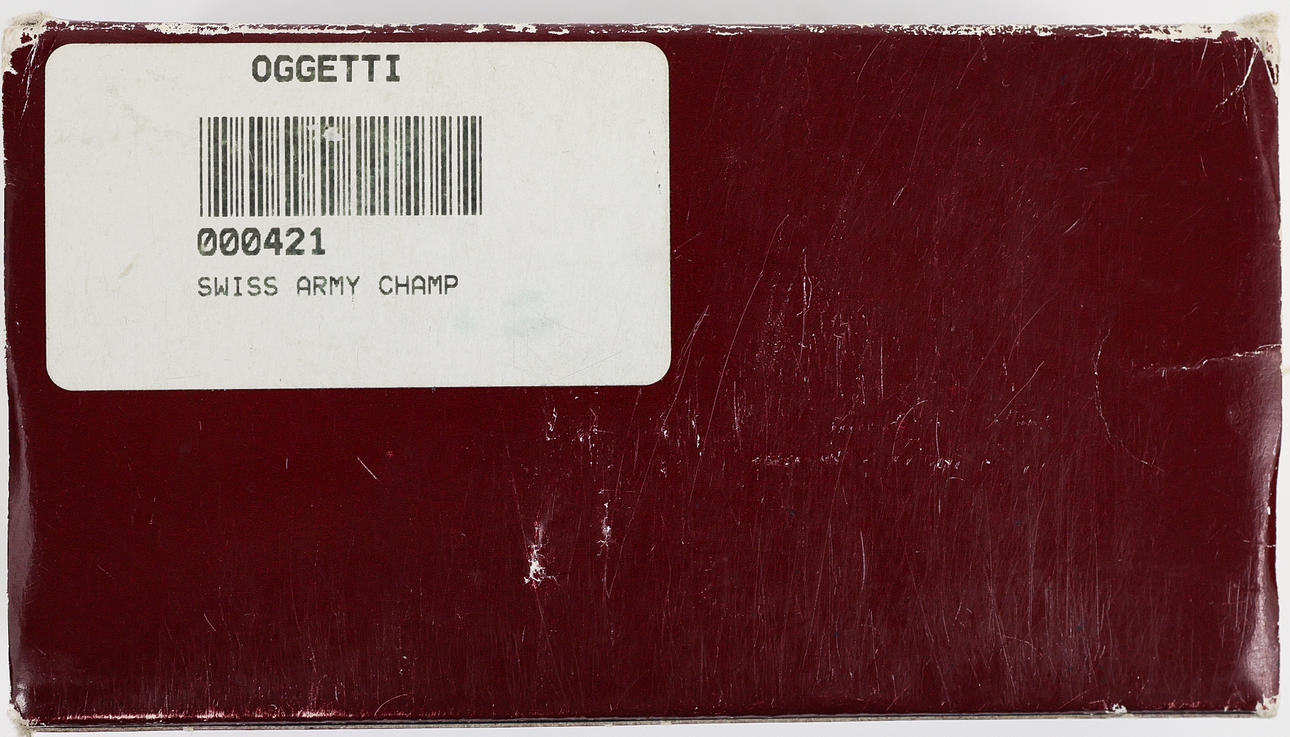 OGGETTI
000421
SWISS ARMY CHAMP